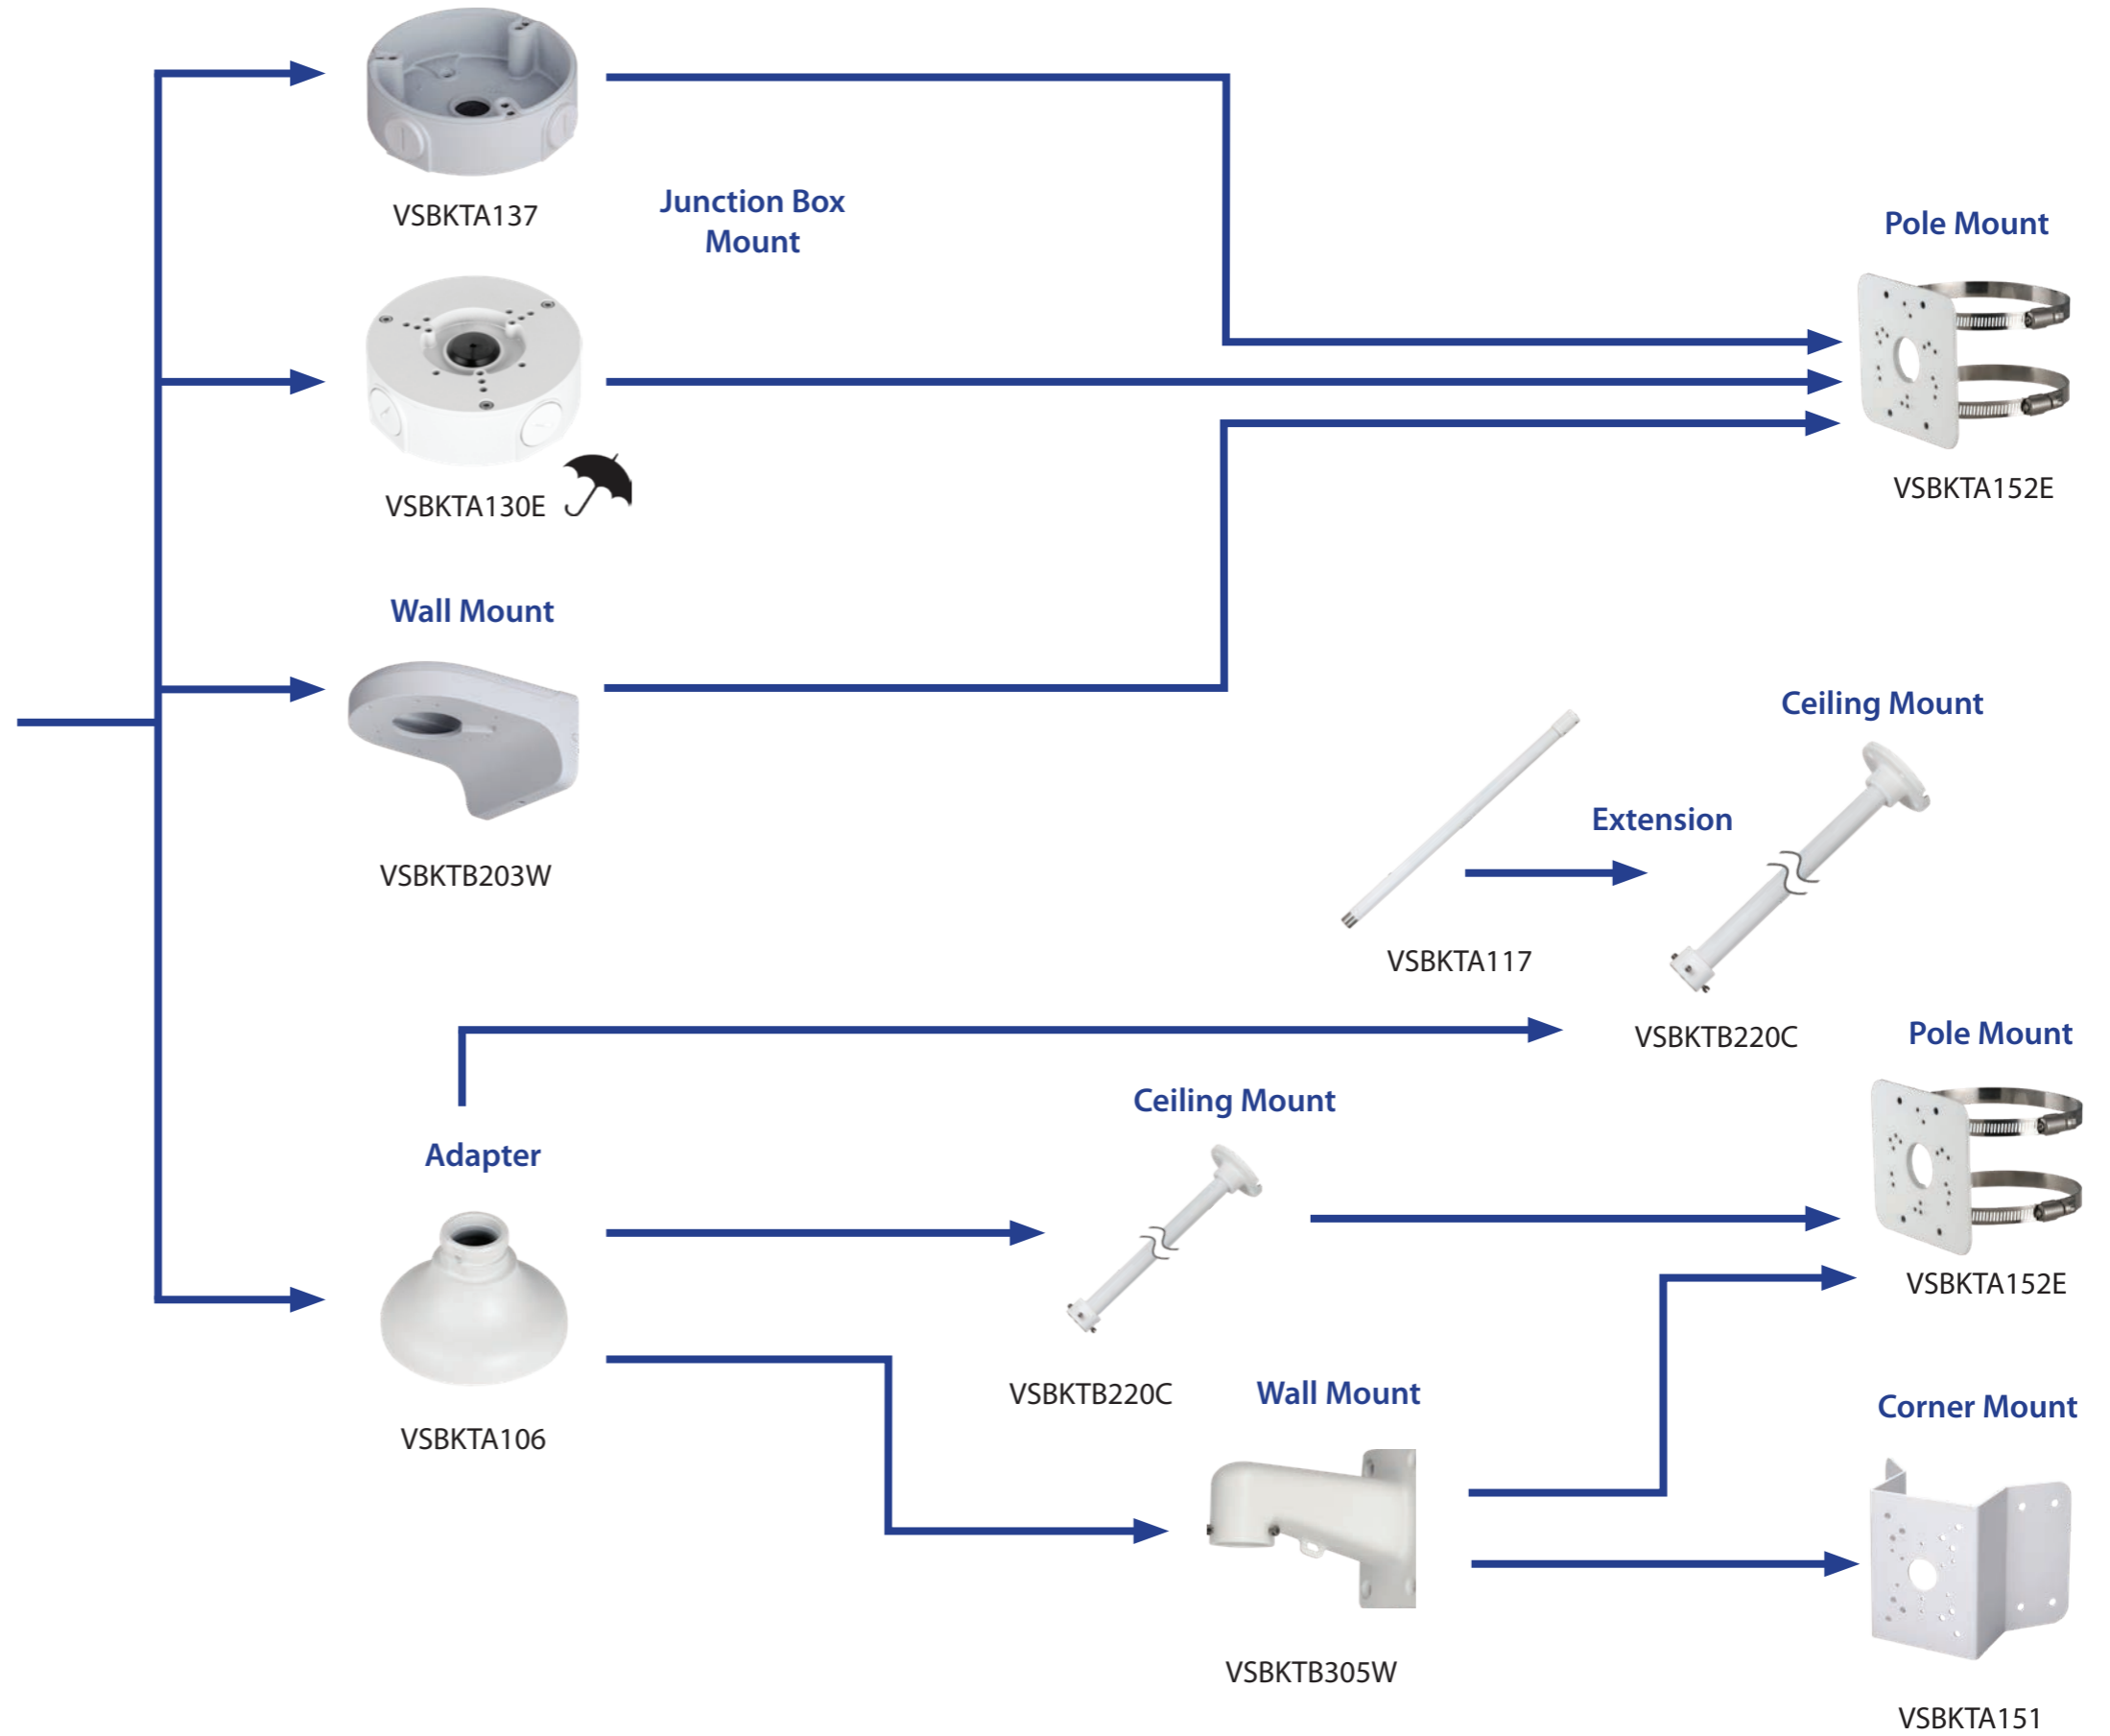 VSBKTA137
Junction Box
Mount
Pole Mount
VSBKTA130E
VSBKTA152E
Wall Mount
VSBKTB203W
Ceiling Mount
Extension
VSBKTA117
VSBKTB220C
Pole Mount
Adapter
Ceiling Mount
VSBKTA152E
VSBKTA106
VSBKTB220C
Wall Mount
Corner Mount
VSBKTB305W
VSBKTA151